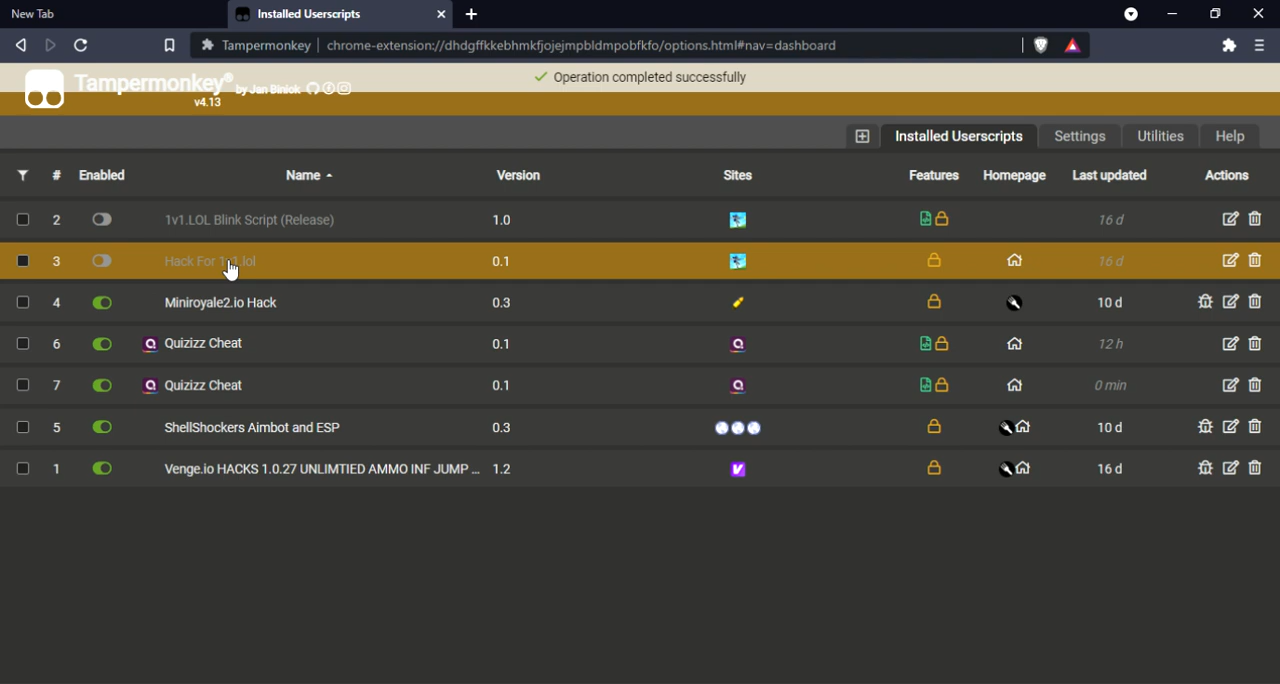 New Tab
Installed Userscripts
Tampermonkey
chrome-extension://dhdgffkkebhmkfjojejmpbldmpobfkfo/options.html#nav=dashboard
Operation completed successfully
Tampermonkey® by Jan Biniok
v4.13
Installed Userscripts Settings Utilities Help
# Enabled Name Version Sites Features Homepage Last updated Actions
2 1v1.LOL Blink Script (Release) 1.0 16 d
3 Hack For 1v1.lol 0.1 16 d
4 Miniroyale2.io Hack 0.3 10 d
6 Quizizz Cheat 0.1 12 h
7 Quizizz Cheat 0.1 0 min
5 ShellShockers Aimbot and ESP 0.3 10 d
1 Venge.io HACKS 1.0.27 UNLIMTIED AMMO INF JUMP ... 1.2 16 d